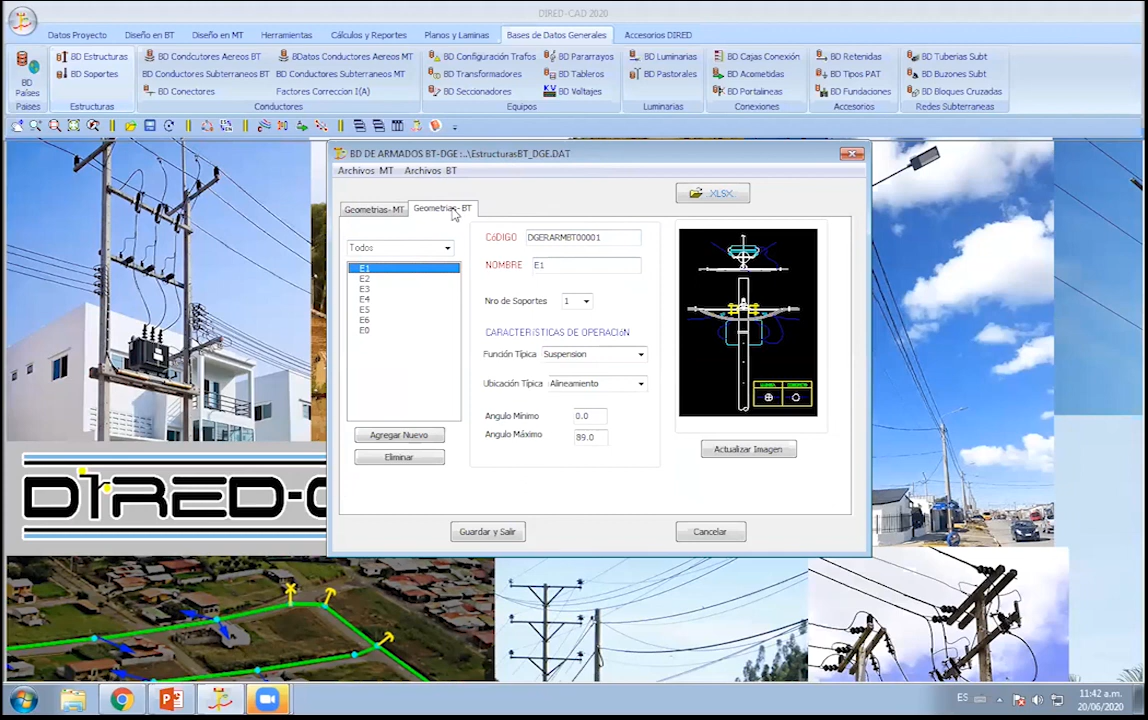 DIRED-CAD 2020
Datos Proyecto Diseño en BT Diseño en MT Herramientas Cálculos y Reportes Planos y Laminas Bases de Datos Generales Accesorios DIRED
BD Estructuras BD Condcutores Aereos BT BDatos Conductores Aereos MT BD Configuración Trafos BD Pararrayos BD Luminarias BD Cajas Conexión BD Retenidas BD Tuberias Subt
BD Paises BD Soportes BD Conductores Subterraneos BT BD Conductores Subterraneos MT BD Transformadores BD Tableros BD Pastorales BD Acometidas BD Tipos PAT BD Buzones Subt
BD Conectores Factores Correccion I(A) BD Seccionadores KV BD Voltajes BD Portalineas BD Fundaciones BD Bloques Cruzadas
Paises Estructuras Conductores Equipos Luminarias Conexiones Accesorios Redes Subterraneas
BD DE ARMADOS BT-DGE :..\EstructurasBT_DGE.DAT
Archivos MT Archivos BT
.XLSX.
Geometrias-MT Geometrias-BT
Todos
E1
E2
E3
E4
E5
E6
E0
Agregar Nuevo
Eliminar
CóDIGO DGERARMBT00001
NOMBRE E1
Nro de Soportes 1
CARACTERíSTICAS DE OPERACIóN
Función Típica Suspension
Ubicación Típica Alineamiento
Angulo Mínimo 0.0
Angulo Máximo 89.0
Actualizar Imagen
Guardar y Salir Cancelar
DIRED-C
ES
11:42 a.m.
20/06/2020